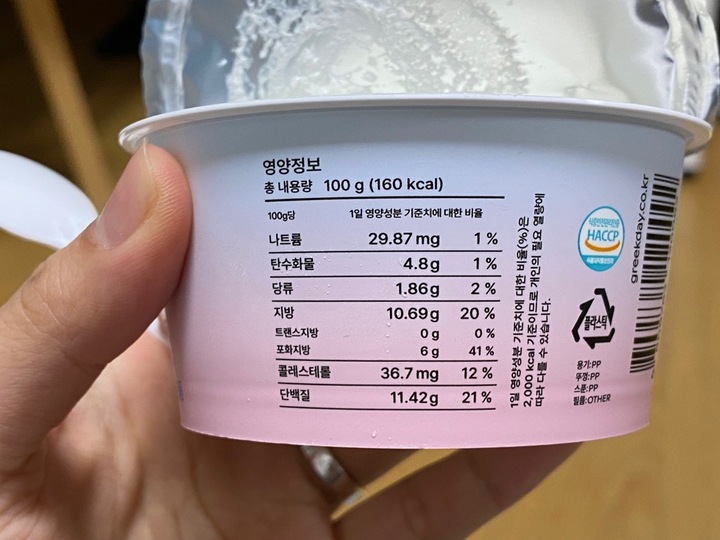 영양정보
총 내용량 100 g (160 kcal)
100g당 1일 영양성분 기준치에 대한 비율
나트륨 29.87 mg 1 %
탄수화물 4.8 g 1 %
당류 1.86 g 2 %
지방 10.69 g 20 %
트랜스지방 0 g 0 %
포화지방 6 g 41 %
콜레스테롤 36.7 mg 12 %
단백질 11.42 g 21 %
1일 영양성분 기준치에 대한 비율(%)은
2,000 kcal 기준이므로 개인의 필요 열량에
따라 다를 수 있습니다.
HACCP
플라스틱
용기:PP
뚜껑:PP
스푼:PP
필름:OTHER
greekday.co.kr